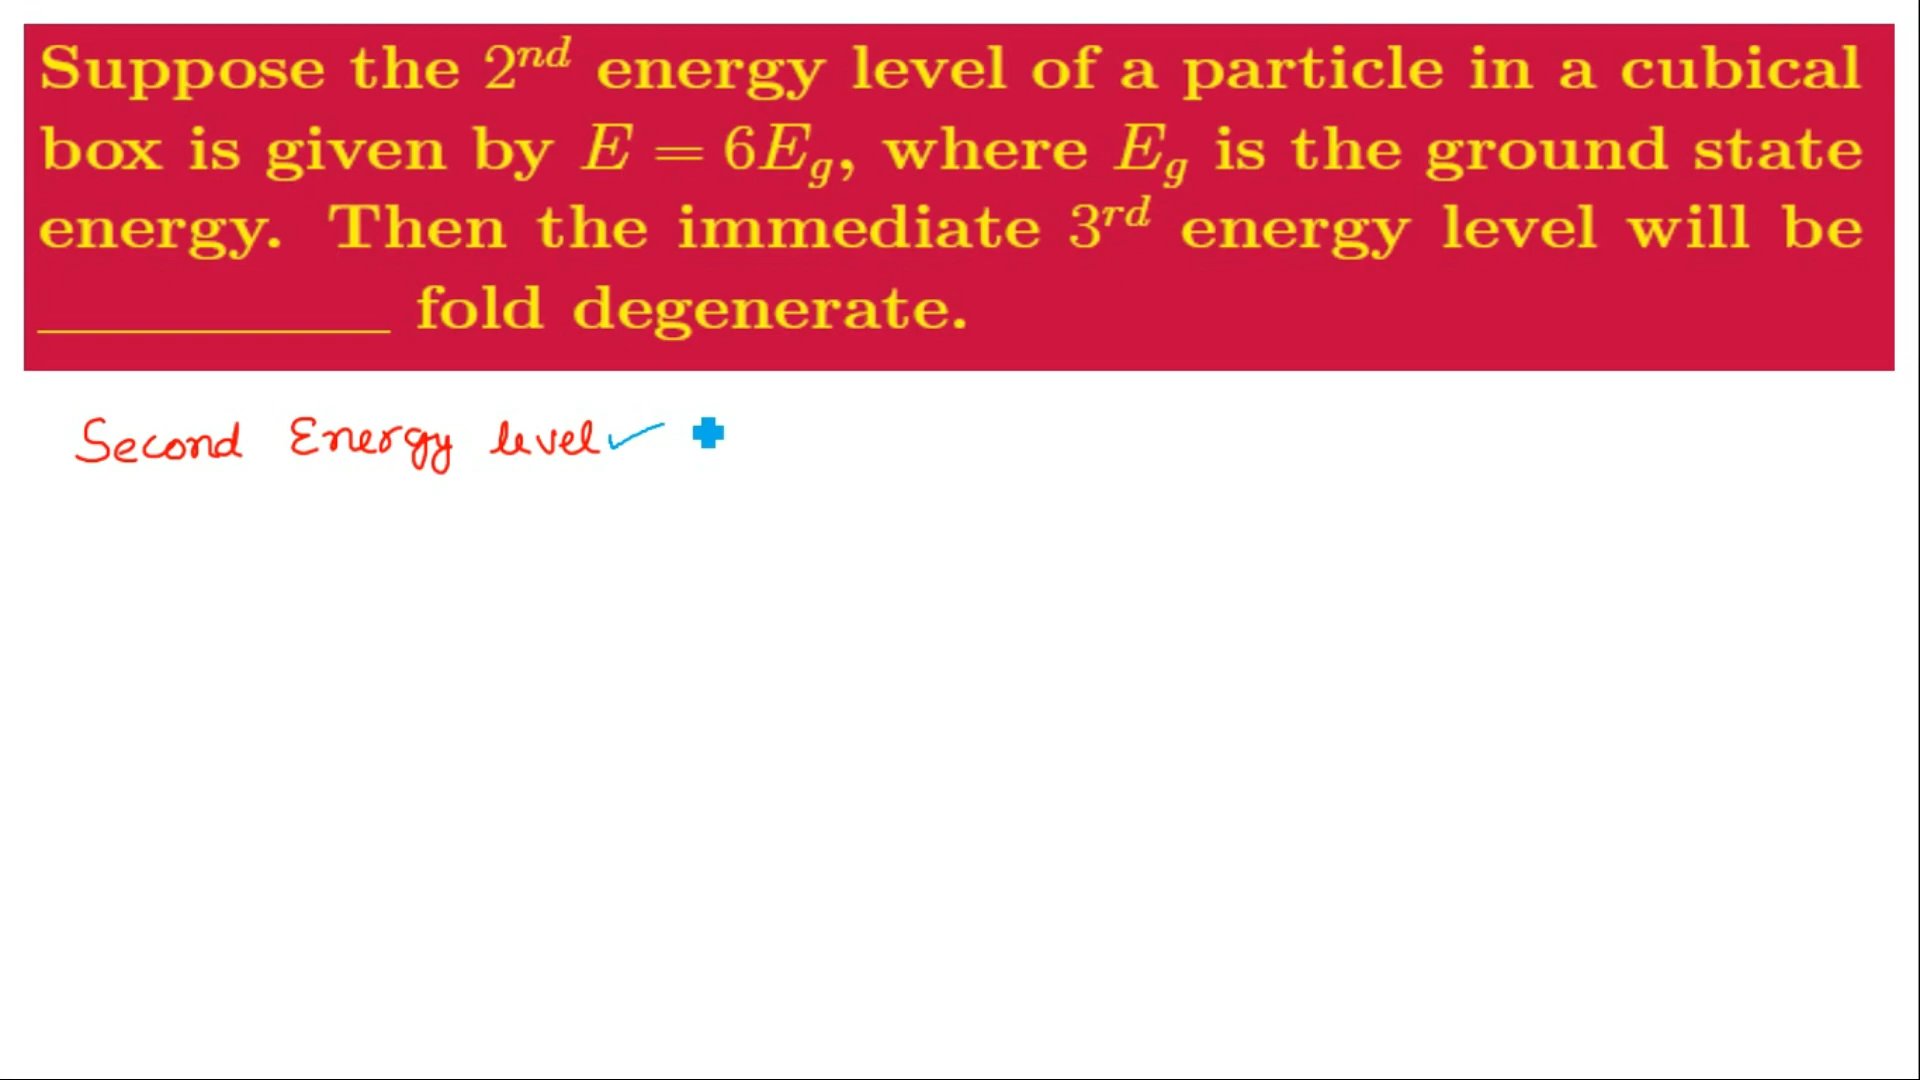 Suppose the 2nd energy level of a particle in a cubical
box is given by E = 6Eg, where Eg is the ground state
energy. Then the immediate 3rd energy level will be
__________ fold degenerate.
Second Energy level